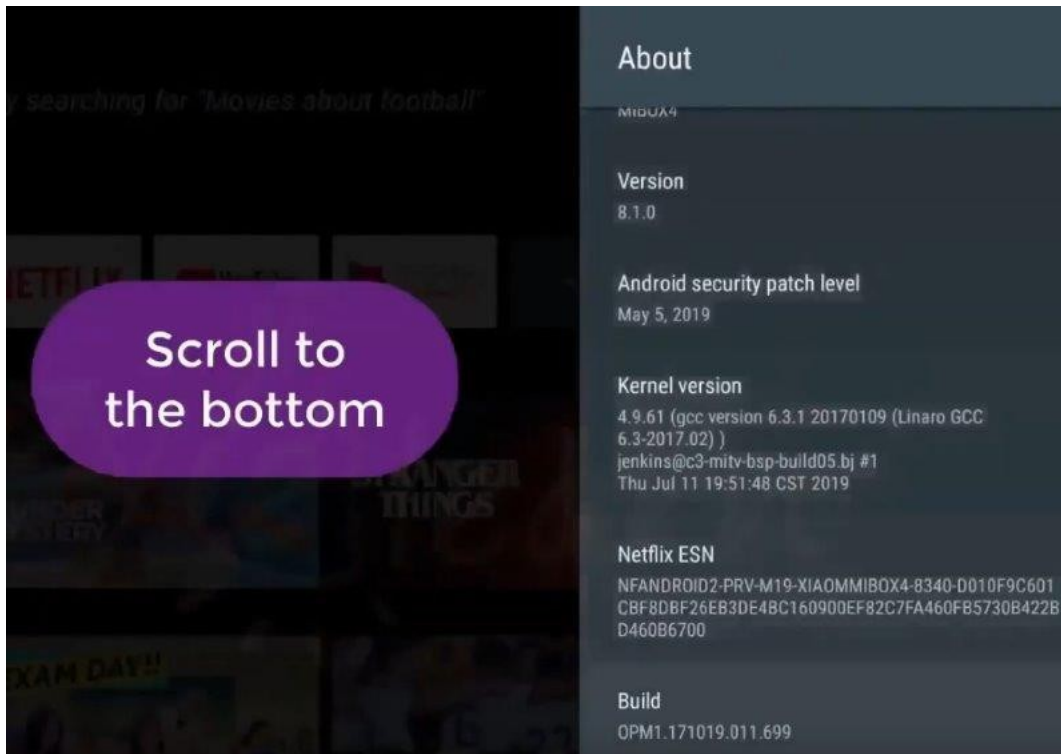 About
y searching for "Movies about football"
MIBOX4
Version
8.1.0
NETFLIX
Android security patch level
May 5, 2019
Scroll to
the bottom
Kernel version
4.9.61 (gcc version 6.3.1 20170109 (Linaro GCC
6.3-2017.02) )
jenkins@c3-mitv-bsp-build05.bj #1
Thu Jul 11 19:51:48 CST 2019
STRANGER
THINGS
MYSTERY
Netflix ESN
NFANDROID2-PRV-M19-XIAOMMIBOX4-8340-D010F9C601
CBF8DBF26EB3DE4BC160900EF82C7FA460FB5730B422B
D460B6700
EXAM DAY!!
Build
OPM1.171019.011.699